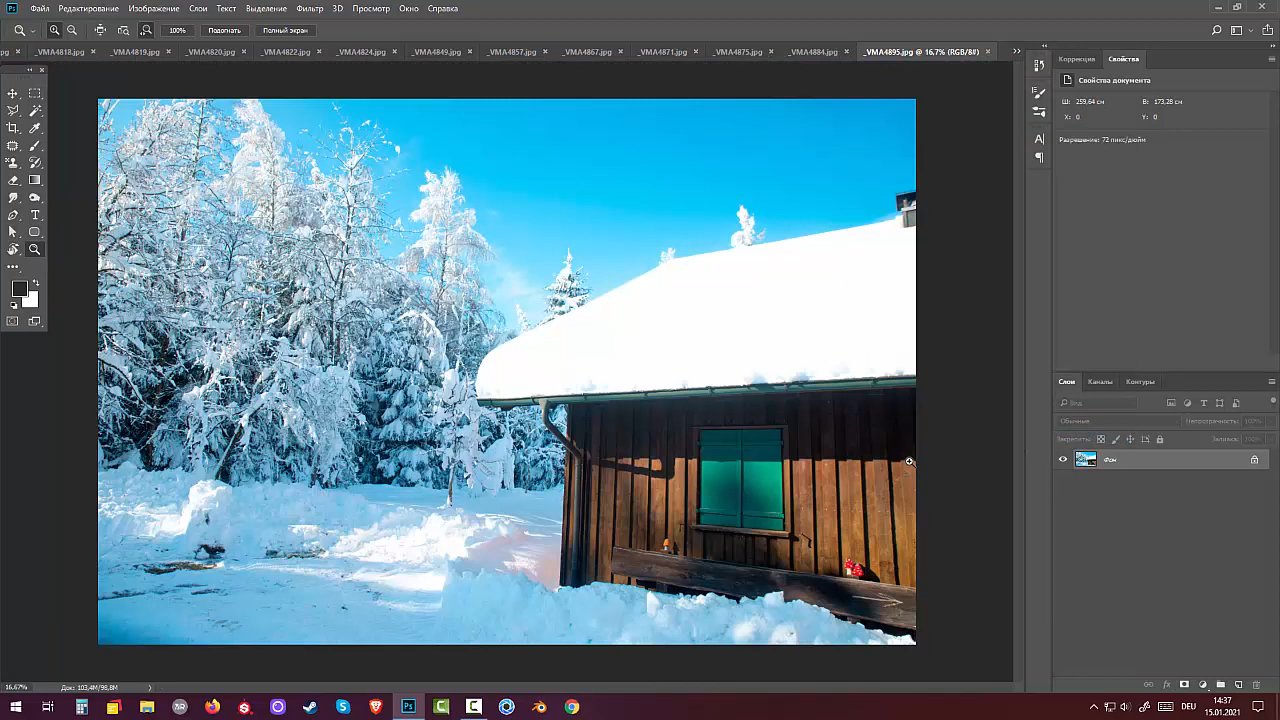 Файл Редактирование Изображение Слои Текст Выделение Фильтр 3D Просмотр Окно Справка
100% Подогнать Полный экран
pg × _VMA4818.jpg × _VMA4819.jpg × _VMA4820.jpg × _VMA4822.jpg × _VMA4824.jpg × _VMA4849.jpg × _VMA4857.jpg × _VMA4867.jpg × _VMA4871.jpg × _VMA4875.jpg × _VMA4884.jpg × _VMA4895.jpg @ 16,7% (RGB/8#) ×
Коррекция Свойства
Свойства документа
Ш: 259,64 см В: 173,28 см
X: 0 Y: 0
Разрешение: 72 пикс/дюйм
Слои Каналы Контуры
Вид
Обычные Непрозрачность: 100%
Закрепить: Заливка: 100%
Фон
16,67% Док: 103,4M/98,8M
DEU 14:37
15.01.2021